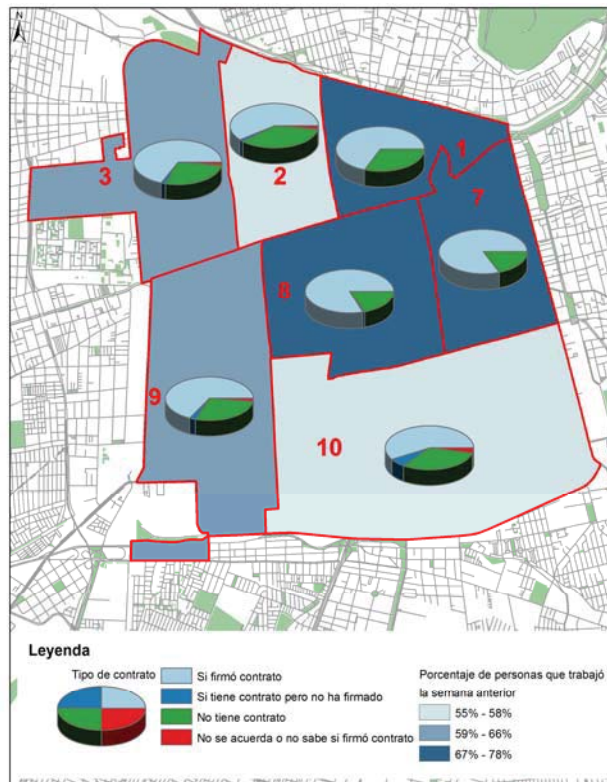 N
1
2
3
7
8
9
10
Leyenda
Tipo de contrato
Si firmó contrato
Si tiene contrato pero no ha firmado
No tiene contrato
No se acuerda o no sabe si firmó contrato
Porcentaje de personas que trabajó
la semana anterior
55% - 58%
59% - 66%
67% - 78%